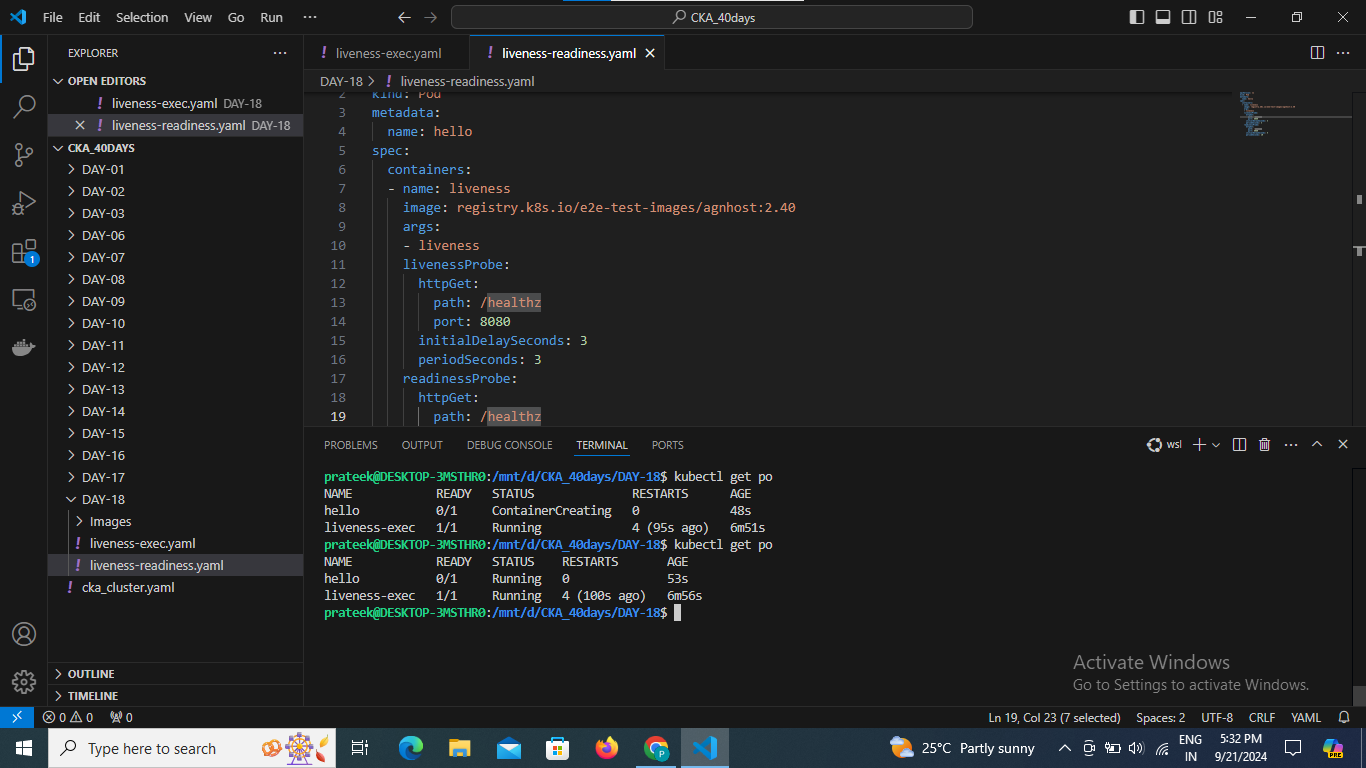 File Edit Selection View Go Run ···
CKA_40days
EXPLORER
OPEN EDITORS
liveness-exec.yaml DAY-18
liveness-readiness.yaml DAY-18
CKA_40DAYS
DAY-01
DAY-02
DAY-03
DAY-06
DAY-07
DAY-08
DAY-09
DAY-10
DAY-11
DAY-12
DAY-13
DAY-14
DAY-15
DAY-16
DAY-17
DAY-18
Images
! liveness-exec.yaml
! liveness-readiness.yaml
! cka_cluster.yaml
OUTLINE
TIMELINE
1
! liveness-exec.yaml ! liveness-readiness.yaml
DAY-18 > ! liveness-readiness.yaml
2 kind: Pod
3 metadata:
4 name: hello
5 spec:
6 containers:
7 - name: liveness
8 image: registry.k8s.io/e2e-test-images/agnhost:2.40
9 args:
10 - liveness
11 livenessProbe:
12 httpGet:
13 path: /healthz
14 port: 8080
15 initialDelaySeconds: 3
16 periodSeconds: 3
17 readinessProbe:
18 httpGet:
19 path: /healthz
PROBLEMS OUTPUT DEBUG CONSOLE TERMINAL PORTS
wsl
prateek@DESKTOP-3MSTHR0:/mnt/d/CKA_40days/DAY-18$ kubectl get po
NAME READY STATUS RESTARTS AGE
hello 0/1 ContainerCreating 0 48s
liveness-exec 1/1 Running 4 (95s ago) 6m51s
prateek@DESKTOP-3MSTHR0:/mnt/d/CKA_40days/DAY-18$ kubectl get po
NAME READY STATUS RESTARTS AGE
hello 0/1 Running 0 53s
liveness-exec 1/1 Running 4 (100s ago) 6m56s
prateek@DESKTOP-3MSTHR0:/mnt/d/CKA_40days/DAY-18$
Activate Windows
Go to Settings to activate Windows.
0 0 0
Ln 19, Col 23 (7 selected) Spaces: 2 UTF-8 CRLF YAML
Type here to search
25°C Partly sunny
ENG
IN
5:32 PM
9/21/2024
PRE